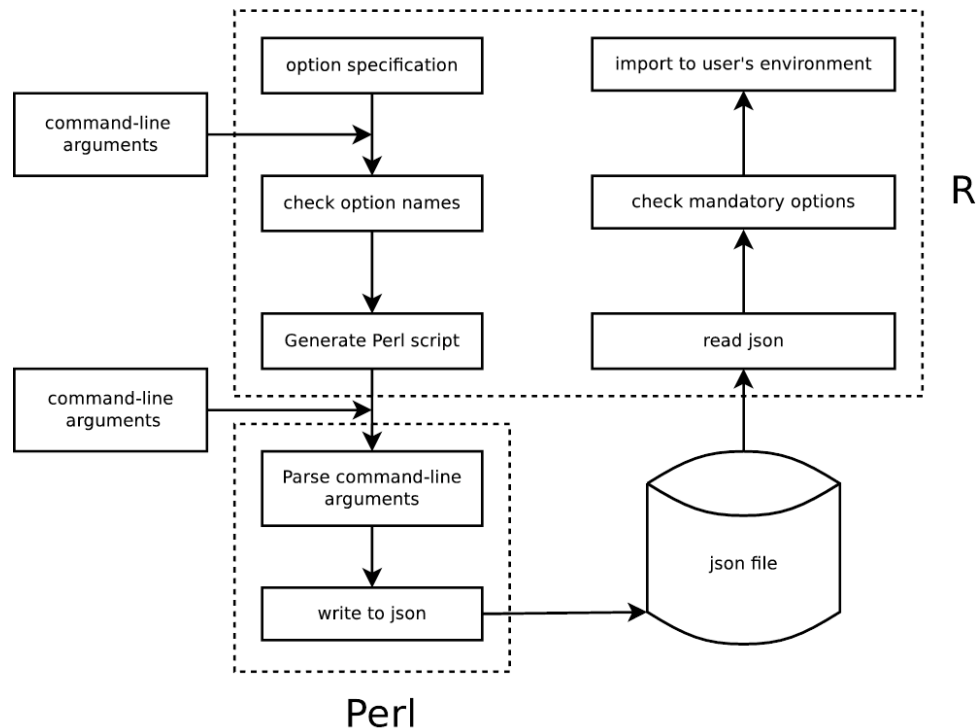 option specification
import to user's environment
command-line
arguments
check option names
check mandatory options
R
Generate Perl script
read json
command-line
arguments
Parse command-line
arguments
json file
write to json
Perl